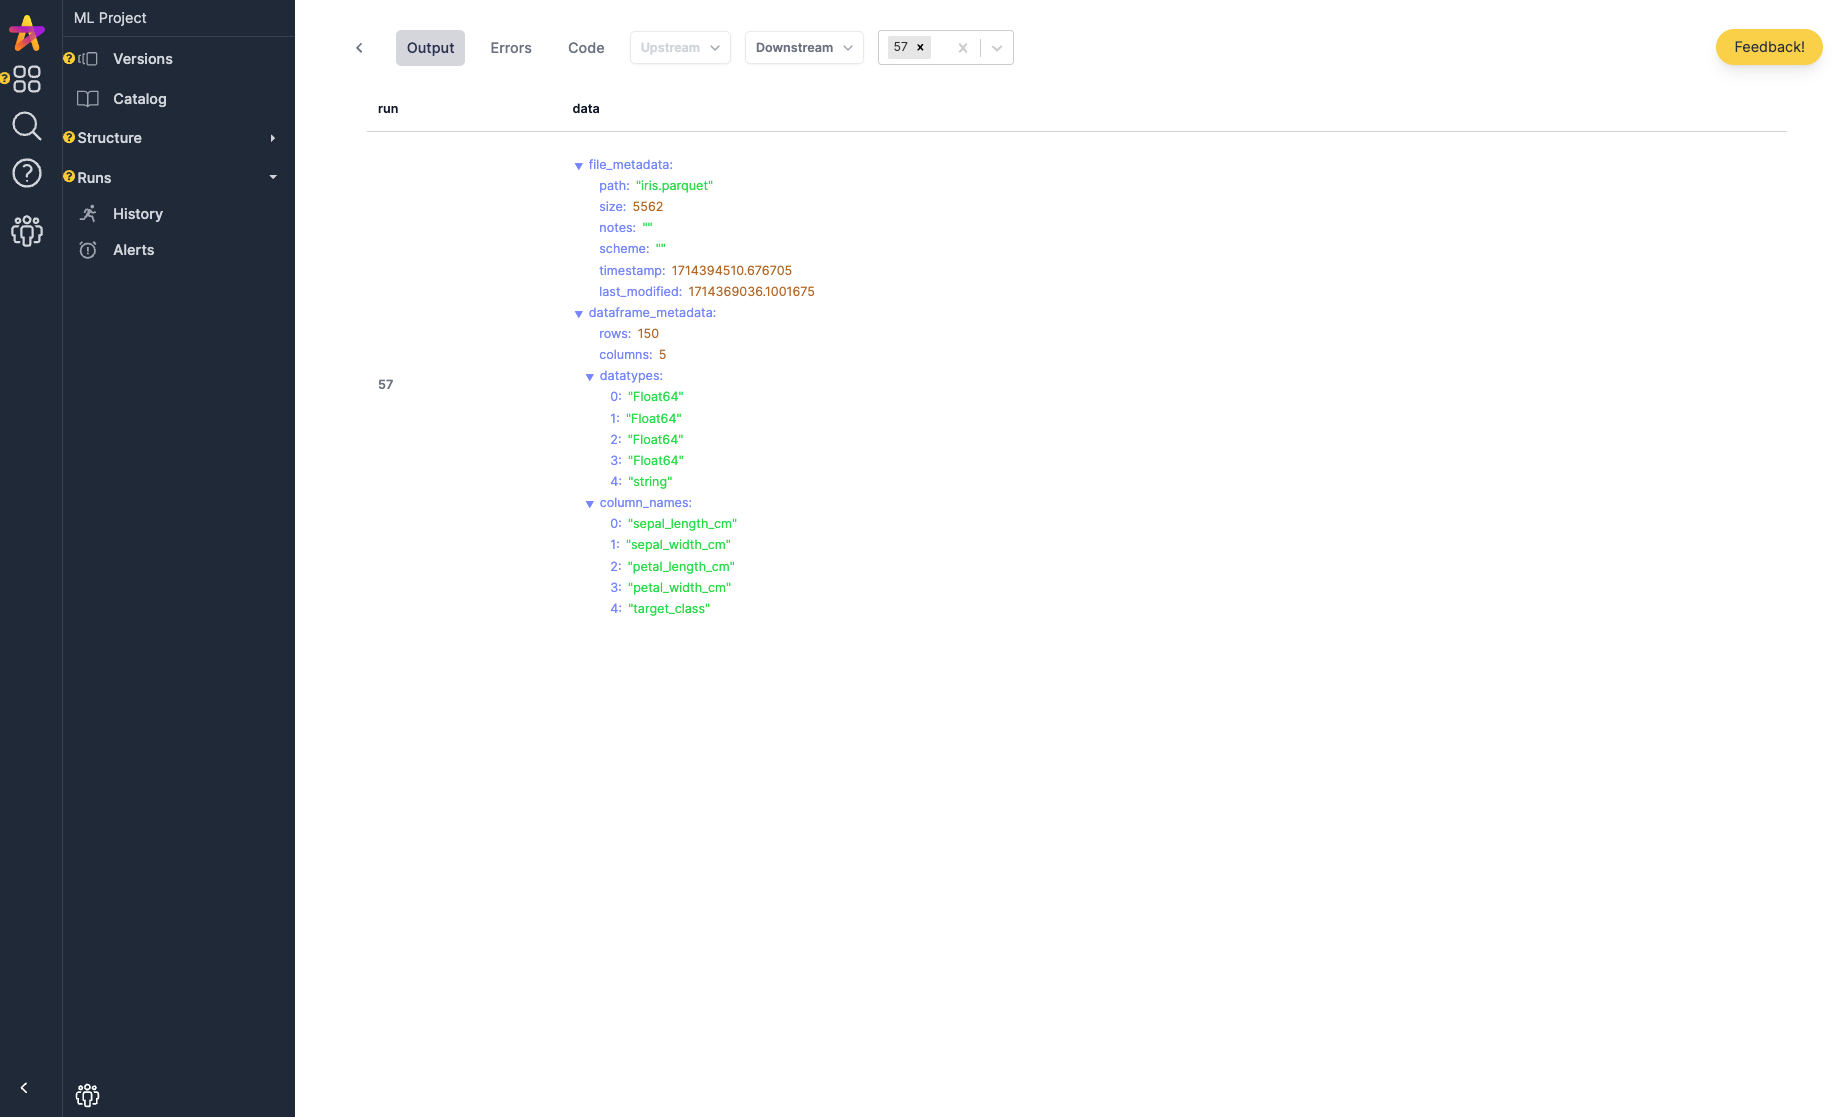 ML Project
? Versions
Catalog
? Structure
? Runs
History
Alerts
?
?
Output Errors Code Upstream Downstream 57 Feedback!
run data
57
file_metadata:
path: "iris.parquet"
size: 5562
notes: ""
scheme: ""
timestamp: 1714394510.676705
last_modified: 1714369036.1001675
dataframe_metadata:
rows: 150
columns: 5
datatypes:
0: "Float64"
1: "Float64"
2: "Float64"
3: "Float64"
4: "string"
column_names:
0: "sepal_length_cm"
1: "sepal_width_cm"
2: "petal_length_cm"
3: "petal_width_cm"
4: "target_class"